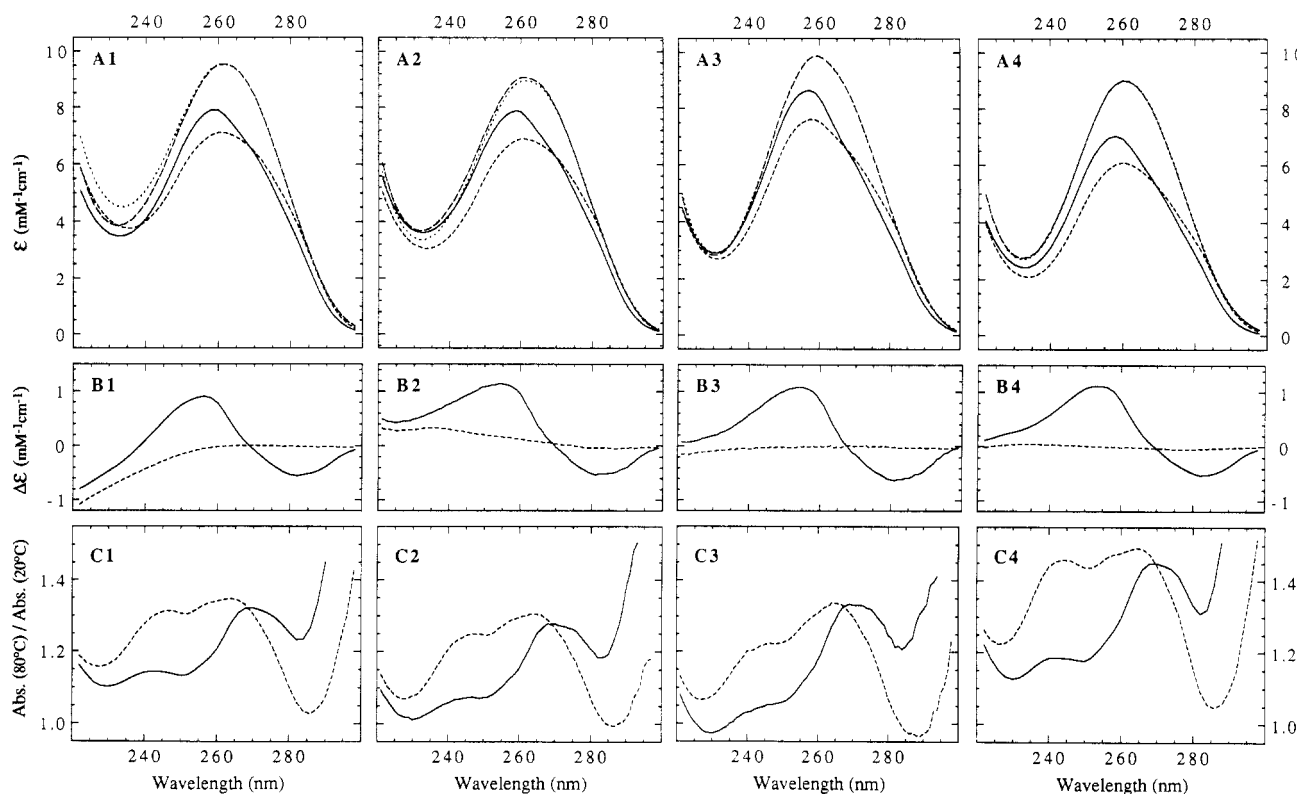 240 260 280 240 260 280 240 260 280 240 260 280
10 A1 A2 A3 A4 10
8 8
6 6
4 4
2 2
0 0
ε (mM⁻¹cm⁻¹)
B1 B2 B3 B4
1 1
0 0
-1 -1
Δε (mM⁻¹cm⁻¹)
C1 C2 C3 C4
1.4 1.4
1.2 1.2
1.0 1.0
Abs. (80°C) / Abs. (20°C)
240 260 280 240 260 280 240 260 280 240 260 280
Wavelength (nm) Wavelength (nm) Wavelength (nm) Wavelength (nm)